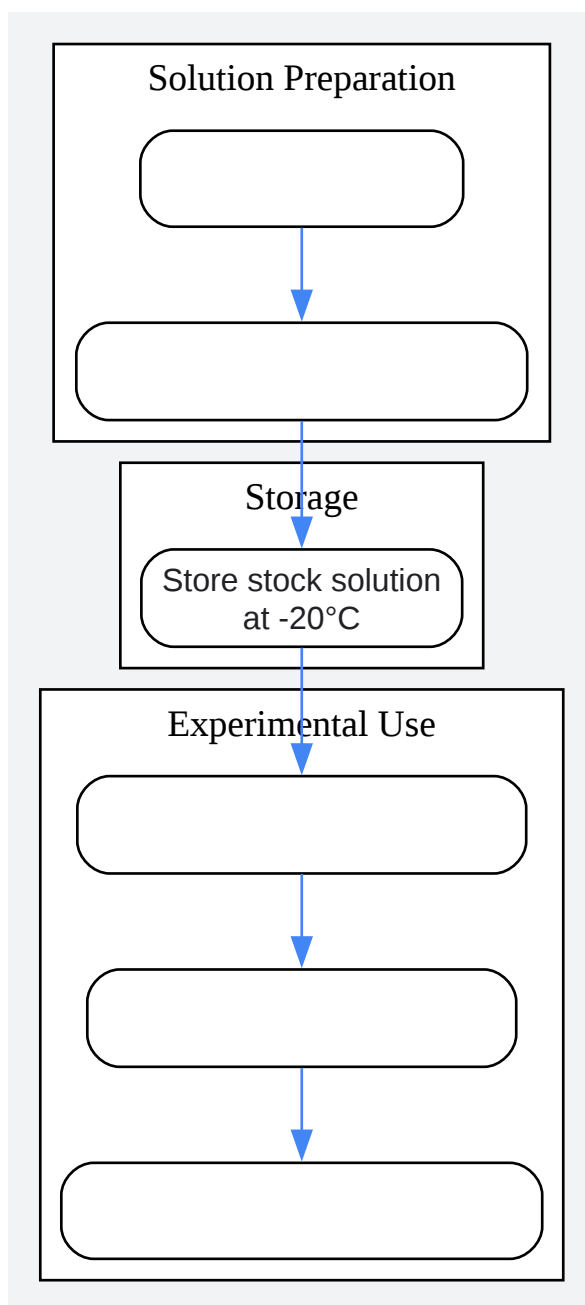 Solution Preparation
Storage
Store stock solution
at -20°C
Experimental Use